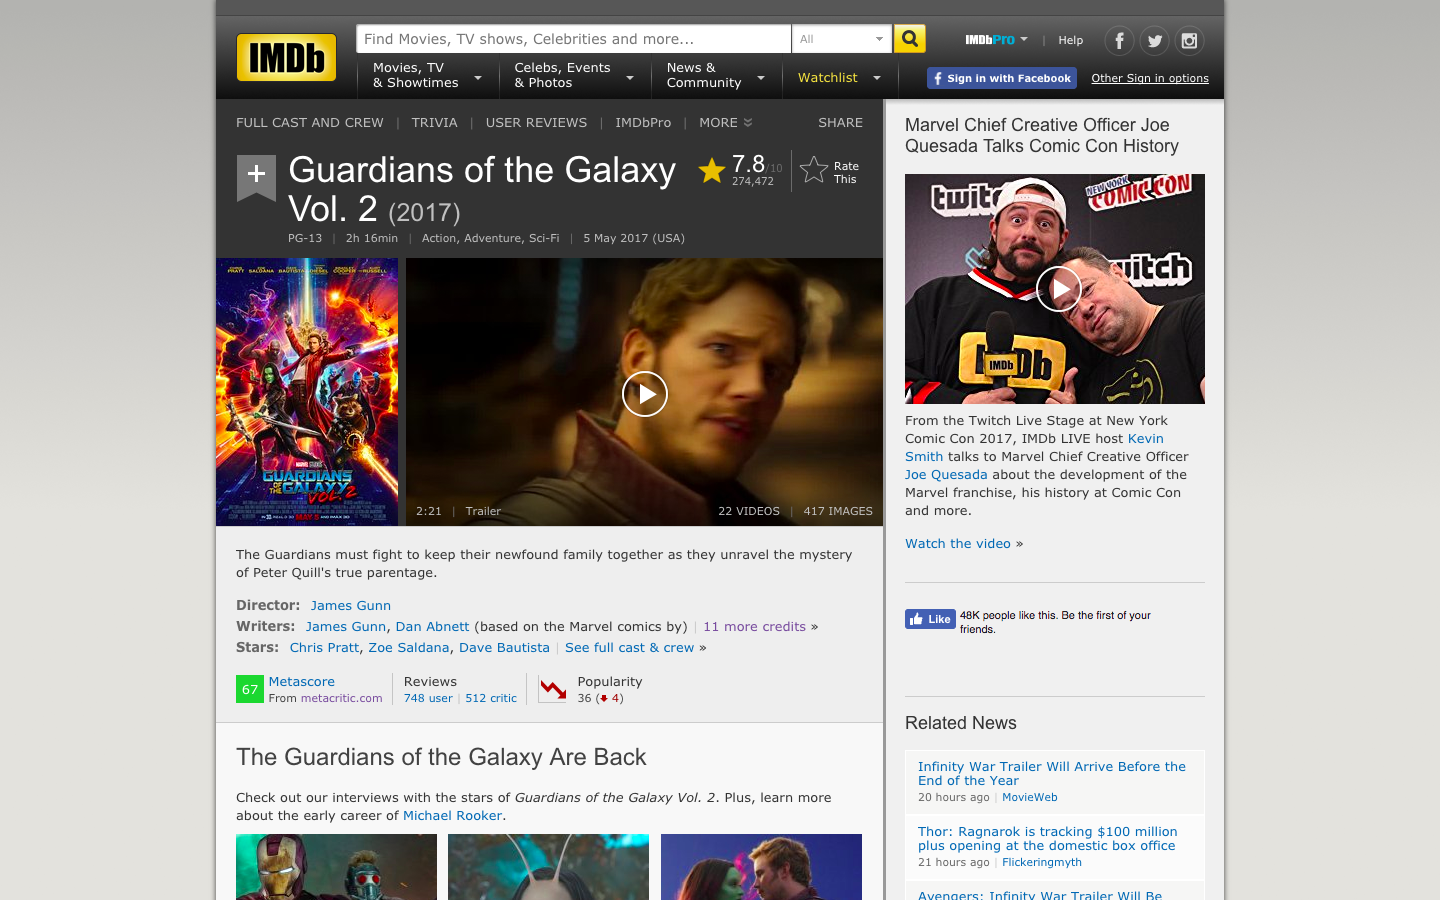 IMDb
Find Movies, TV shows, Celebrities and more...
All
IMDbPro
|
Help
Movies, TV
& Showtimes
Celebs, Events
& Photos
News &
Community
Watchlist
Sign in with Facebook
Other Sign in options
FULL CAST AND CREW | TRIVIA | USER REVIEWS | IMDbPro | MORE
SHARE
Guardians of the Galaxy
Vol. 2 (2017)
7.8/10
274,472
Rate
This
PG-13 | 2h 16min | Action, Adventure, Sci-Fi | 5 May 2017 (USA)
PRATT SALDANA BAUTISTA DIESEL COOPER RUSSELL
MARVEL STUDIOS
GUARDIANS
OF THE GALAXY
VOL. 2
2:21 | Trailer
22 VIDEOS | 417 IMAGES
The Guardians must fight to keep their newfound family together as they unravel the mystery
of Peter Quill's true parentage.
Director: James Gunn
Writers: James Gunn, Dan Abnett (based on the Marvel comics by) | 11 more credits »
Stars: Chris Pratt, Zoe Saldana, Dave Bautista | See full cast & crew »
67
Metascore
From metacritic.com
Reviews
748 user | 512 critic
Popularity
36 (4)
The Guardians of the Galaxy Are Back
Check out our interviews with the stars of Guardians of the Galaxy Vol. 2. Plus, learn more
about the early career of Michael Rooker.
Marvel Chief Creative Officer Joe
Quesada Talks Comic Con History
twitch
NEW YORK
COMIC CON
witch
IMDb
IMDb
From the Twitch Live Stage at New York
Comic Con 2017, IMDb LIVE host Kevin
Smith talks to Marvel Chief Creative Officer
Joe Quesada about the development of the
Marvel franchise, his history at Comic Con
and more.
Watch the video »
Like
48K people like this. Be the first of your
friends.
Related News
Infinity War Trailer Will Arrive Before the
End of the Year
20 hours ago | MovieWeb
Thor: Ragnarok is tracking $100 million
plus opening at the domestic box office
21 hours ago | Flickeringmyth
Avengers: Infinity War Trailer Will Be